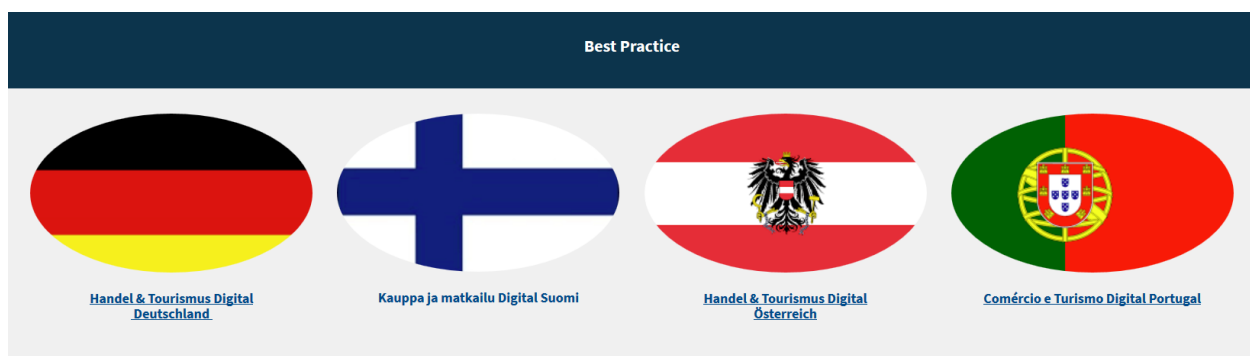 Best Practice
Handel & Tourismus Digital
Deutschland
Kauppa ja matkailu Digital Suomi
Handel & Tourismus Digital
Österreich
Comércio e Turismo Digital Portugal